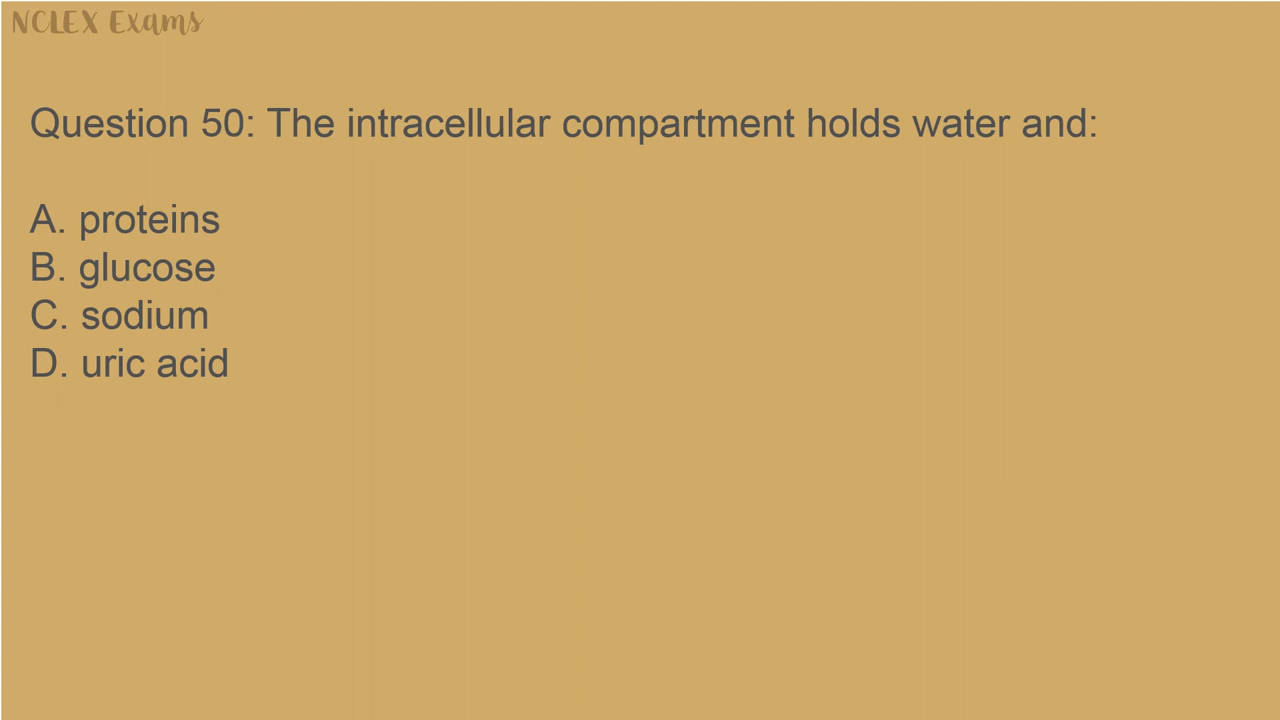 NCLEX Exams
Question 50: The intracellular compartment holds water and:
A. proteins
B. glucose
C. sodium
D. uric acid